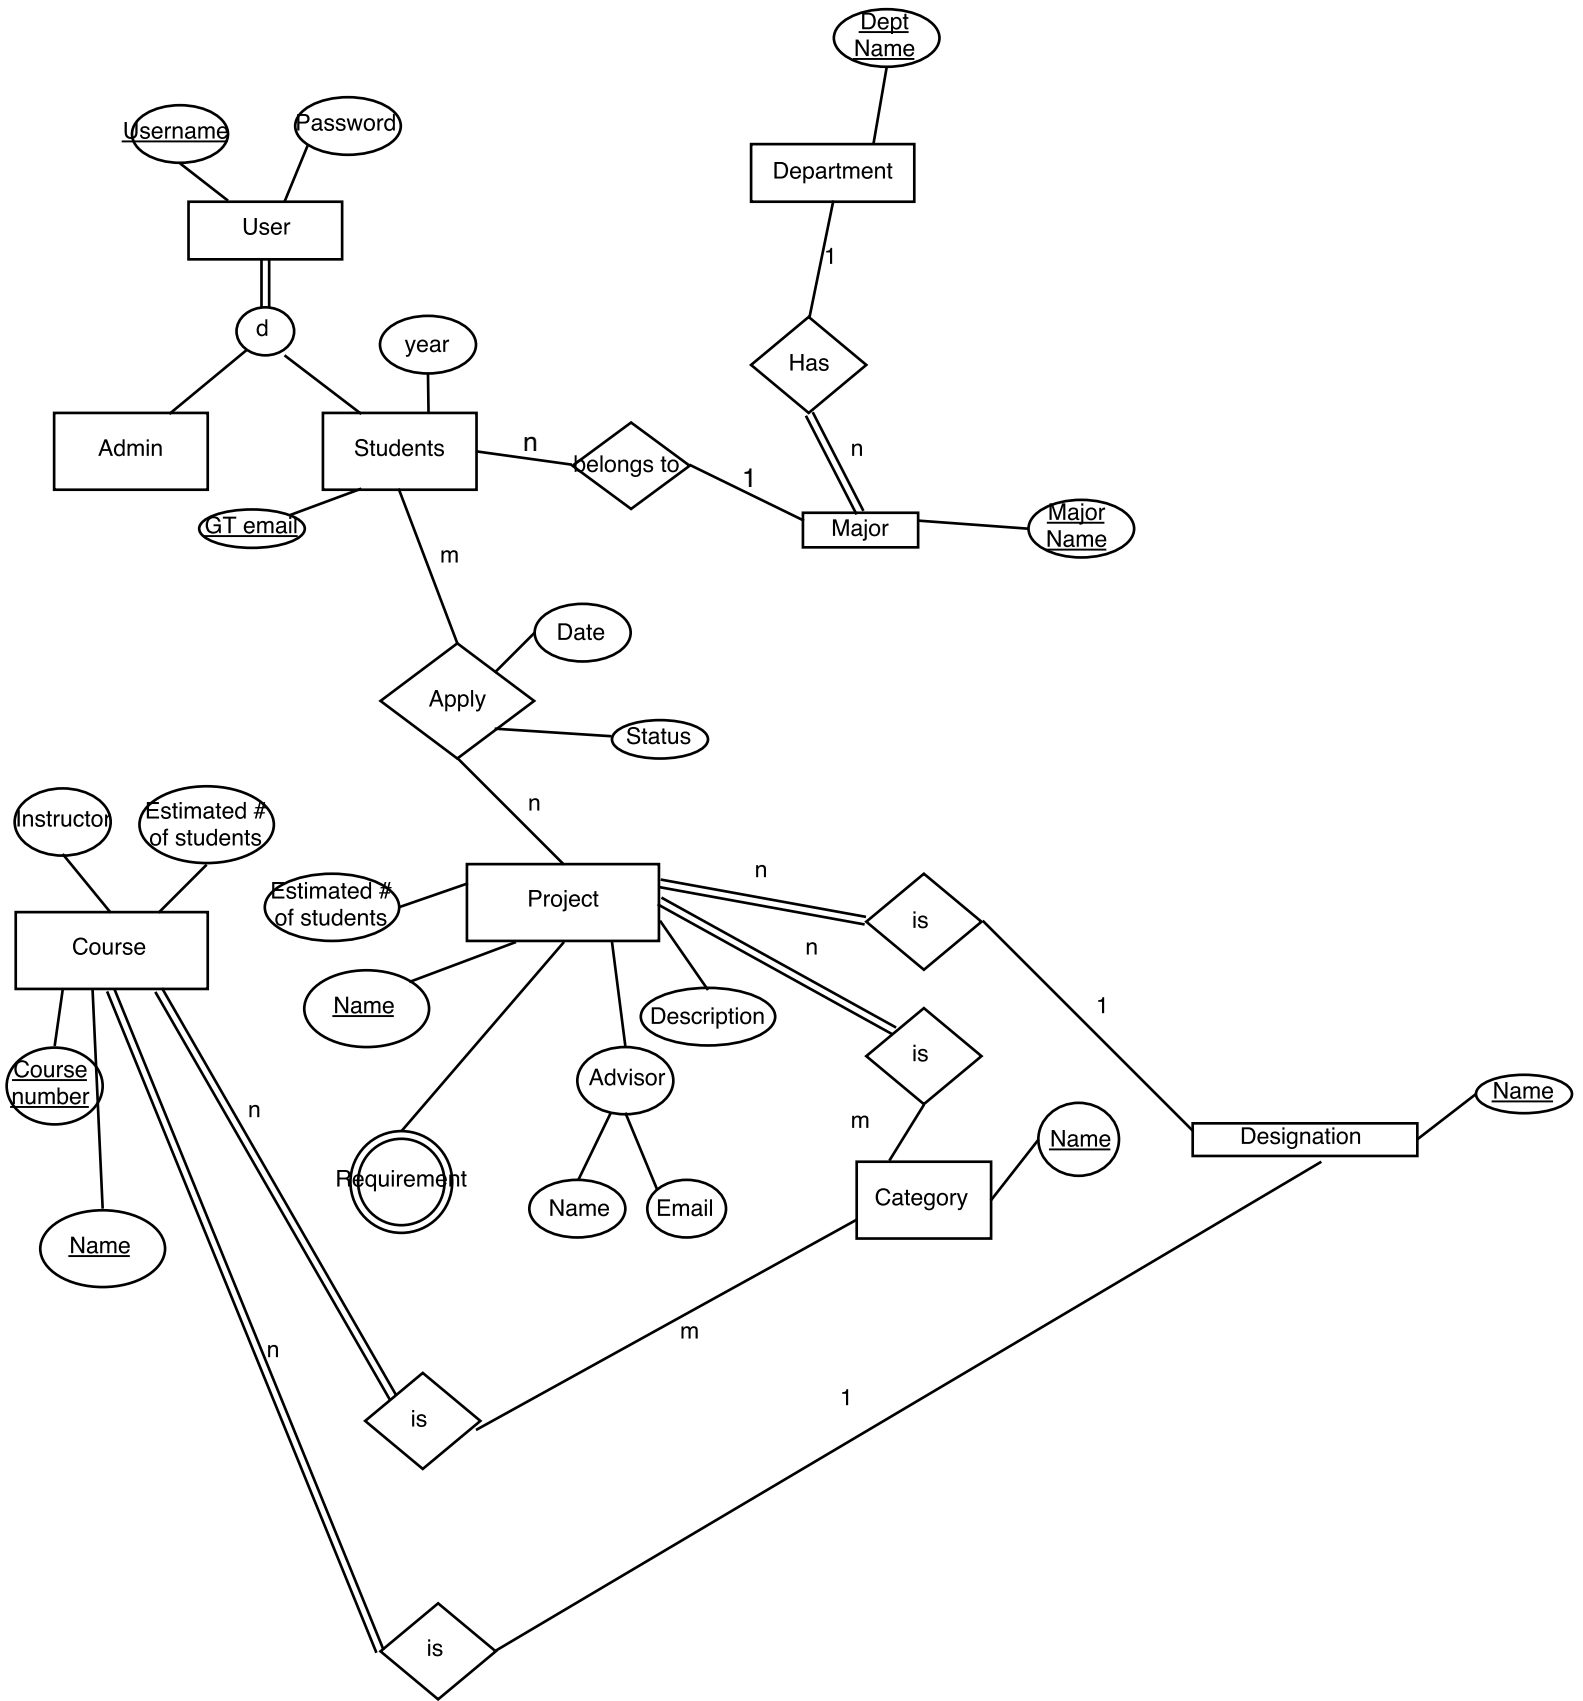 Dept
Name
Username
Password
Department
User
1
d
year
Has
Admin
Students
n
belongs to
1
n
GT email
Major
Major
Name
m
Date
Apply
Status
n
Instructor
Estimated #
of students
Estimated #
of students
Project
n
is
Course
n
Name
Description
1
is
Course
number
Advisor
n
m
Name
Name
Designation
Requirement
Name
Email
Category
Name
m
n
1
is
is